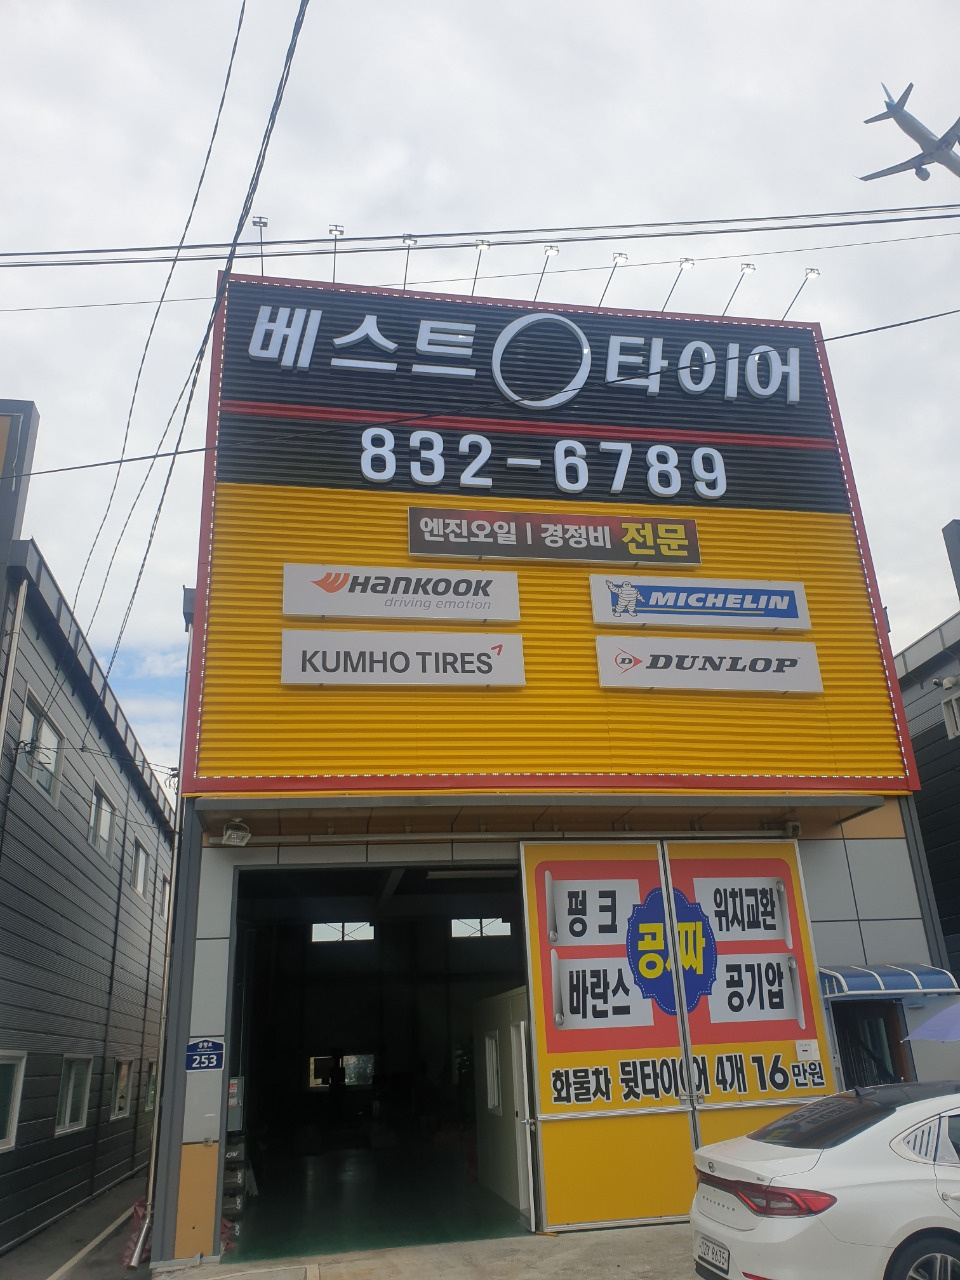 베스트 타이어
832-6789
엔진오일 | 경정비 전문
Hankook
driving emotion
MICHELIN
KUMHO TIRES
DUNLOP
펑크
위치교환
공짜
바란스
공기압
화물차 뒷타이어 4개 16만원
253